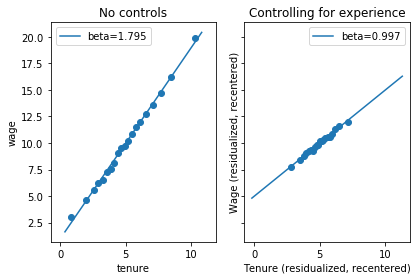 No controls
beta=1.795
wage
20.0
17.5
15.0
12.5
10.0
7.5
5.0
2.5
0
5
10
tenure
Controlling for experience
beta=0.997
Wage (residualized, recentered)
0
5
10
Tenure (residualized, recentered)